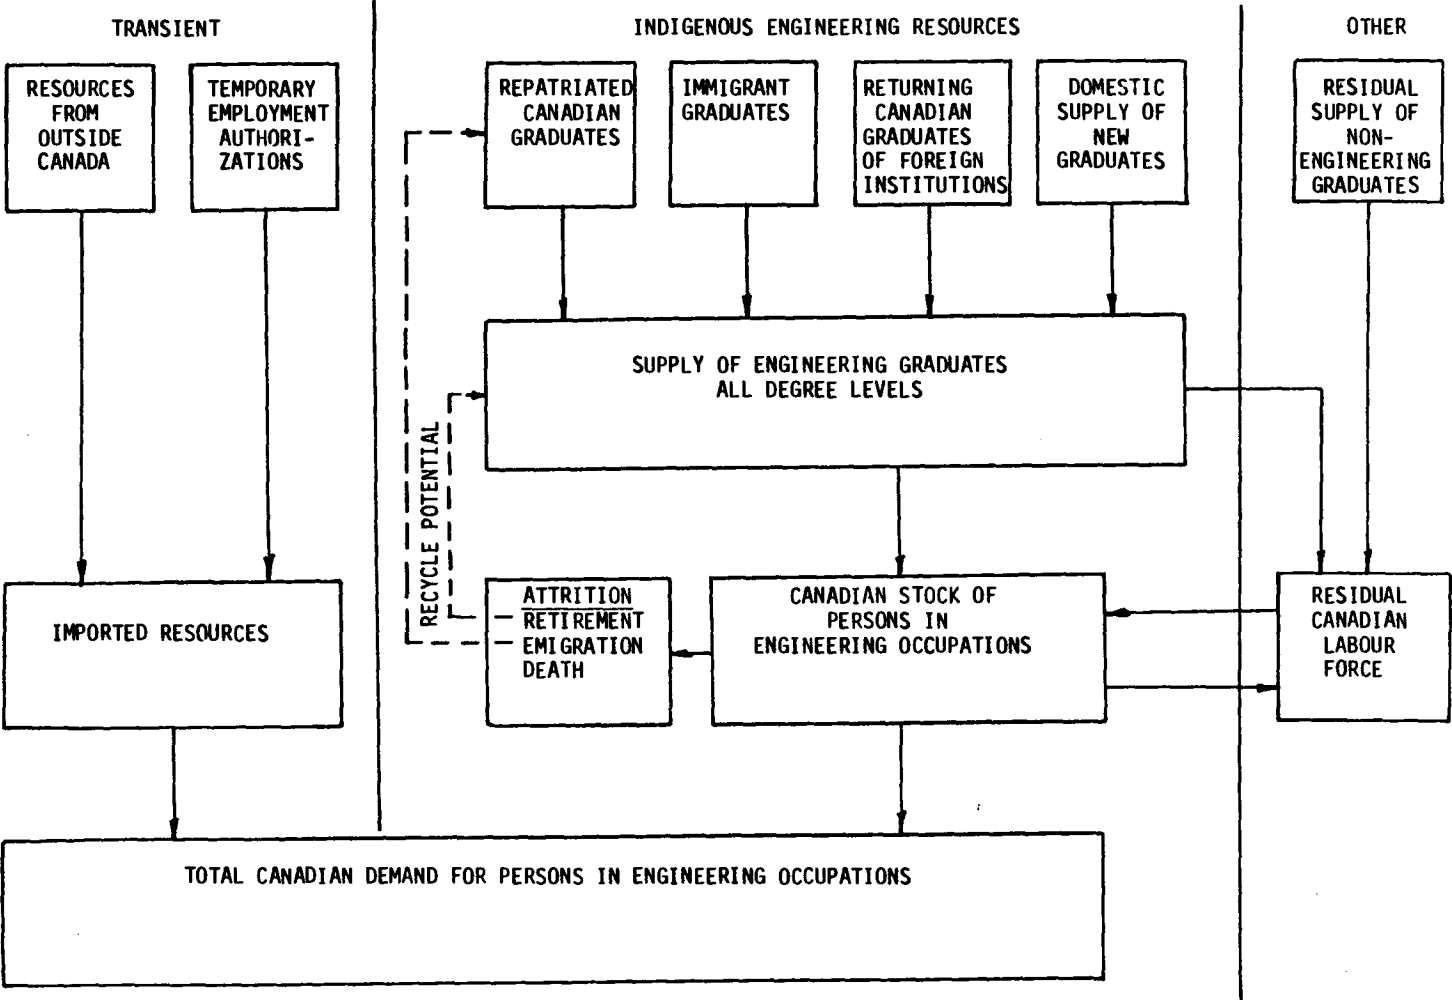 TRANSIENT
INDIGENOUS ENGINEERING RESOURCES
OTHER
RESOURCES
FROM
OUTSIDE
CANADA
TEMPORARY
EMPLOYMENT
AUTHORI-
ZATIONS
REPATRIATED
CANADIAN
GRADUATES
IMMIGRANT
GRADUATES
RETURNING
CANADIAN
GRADUATES
OF FOREIGN
INSTITUTIONS
DOMESTIC
SUPPLY OF
NEW
GRADUATES
RESIDUAL
SUPPLY OF
NON-
ENGINEERING
GRADUATES
SUPPLY OF ENGINEERING GRADUATES
ALL DEGREE LEVELS
RECYCLE POTENTIAL
IMPORTED RESOURCES
ATTRITION
RETIREMENT
EMIGRATION
DEATH
CANADIAN STOCK OF
PERSONS IN
ENGINEERING OCCUPATIONS
RESIDUAL
CANADIAN
LABOUR
FORCE
TOTAL CANADIAN DEMAND FOR PERSONS IN ENGINEERING OCCUPATIONS